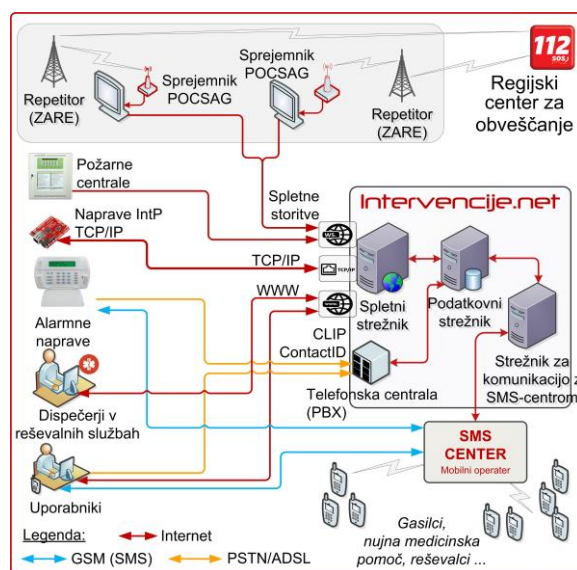 112
SOS
Regijski
center za
obveščanje
Repetitor
(ZARE)
Sprejemnik
POCSAG
Sprejemnik
POCSAG
Repetitor
(ZARE)
Požarne
centrale
Spletne
storitve
Intervencije.net
Naprave IntP
TCP/IP
TCP/IP
TCP/IP
WWW
Spletni
strežnik
Podatkovni
strežnik
Alarmne
naprave
CLIP
ContactID
Telefonska centrala
(PBX)
Strežnik za
komunikacijo z
SMS-centrom
Dispečerji v
reševalnih službah
SMS
CENTER
Mobilni operater
Uporabniki
Gasilci,
nujna medicinska
pomoč, reševalci ...
Legenda:
Internet
GSM (SMS)
PSTN/ADSL